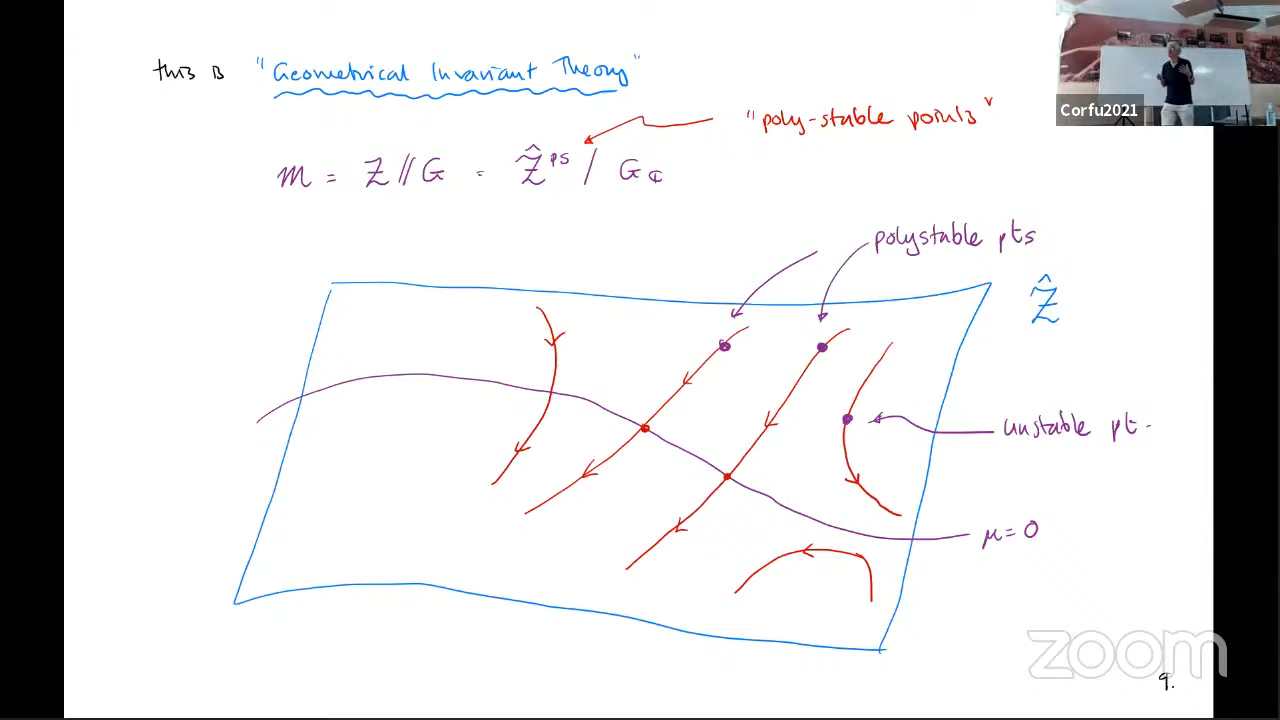 this is "Geometrical Invariant Theory"
"poly-stable points"
m = Z // G = Ẑ^ps / G_ℂ
polystable pts
Ẑ
unstable pt.
μ = 0
9.
Corfu2021
zoom